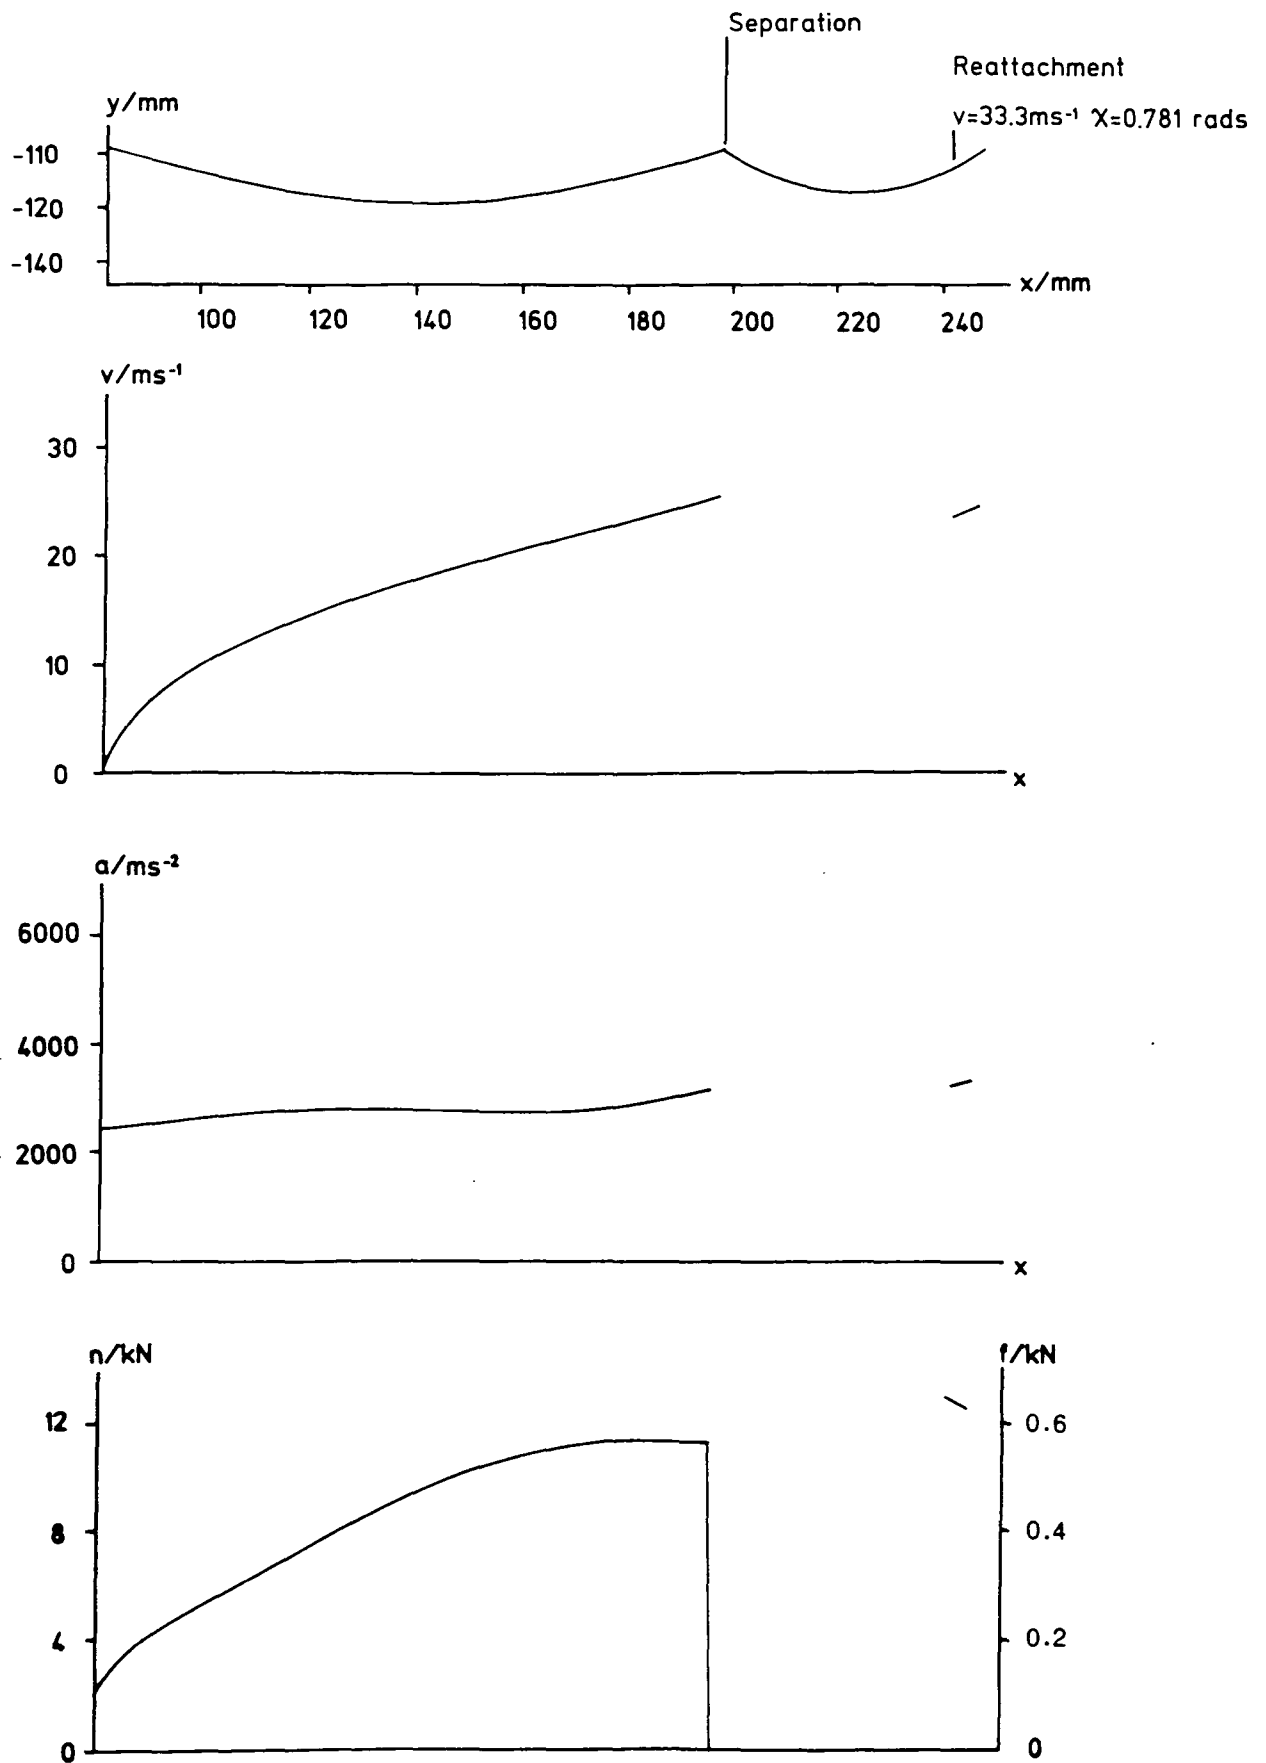 Separation
Reattachment
v=33.3ms⁻¹ χ=0.781 rads
y/mm
-110
-120
-140
x/mm
100 120 140 160 180 200 220 240
v/ms⁻¹
30
20
10
0
x
a/ms⁻²
6000
4000
2000
0
x
n/kN
f/kN
12
0.6
8
0.4
4
0.2
0
0